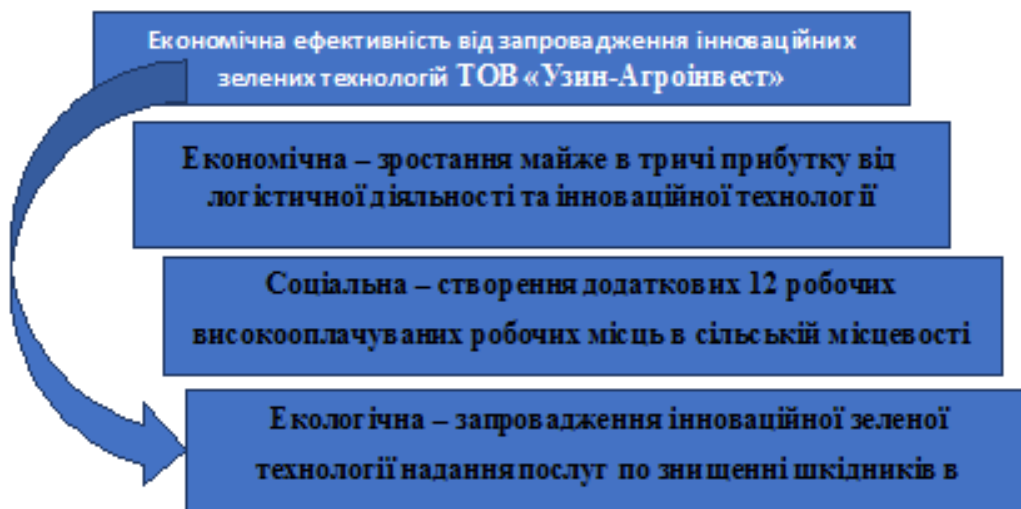 Економічна ефективність від запровадження інноваційних
зелених технологій ТОВ «Узин-Агроінвест»
Економічна – зростання майже в тричі прибутку від
логістичної діяльності та інноваційної технології
Соціальна – створення додаткових 12 робочих
високооплачуваних робочих місць в сільській місцевості
Екологічна – запровадження інноваційної зеленої
технології надання послуг по знищенні шкідників в